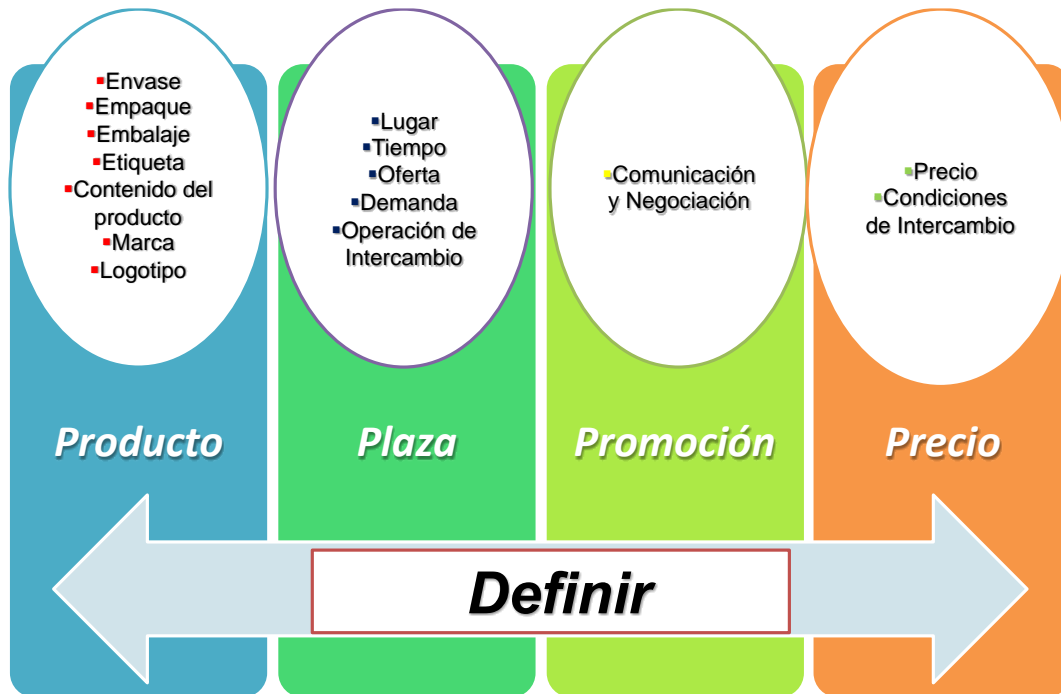 ▪Envase
▪Empaque
▪Embalaje
▪Etiqueta
▪Contenido del
producto
▪Marca
▪Logotipo
Producto
▪Lugar
▪Tiempo
▪Oferta
▪Demanda
▪Operación de
Intercambio
Plaza
▪Comunicación
y Negociación
Promoción
▪Precio
▪Condiciones
de Intercambio
Precio
Definir